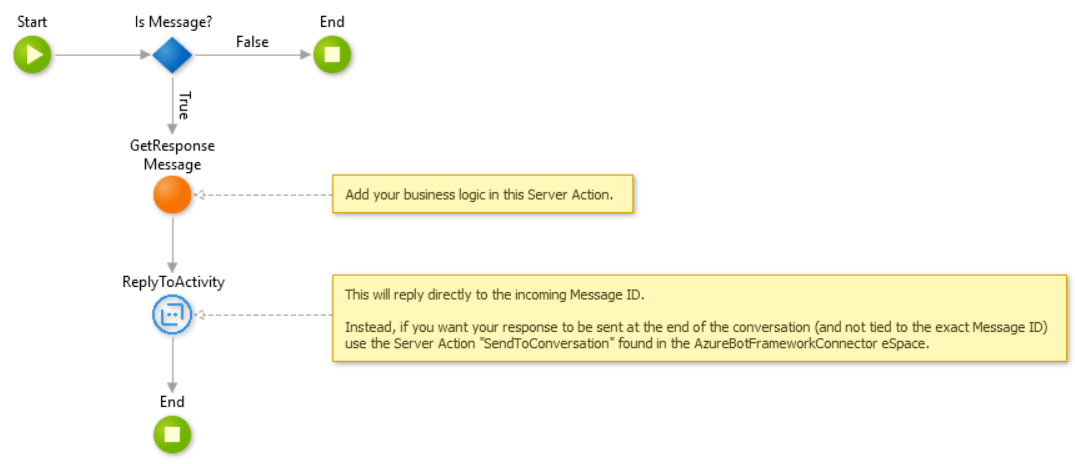 Start
Is Message?
End
False
True
GetResponse
Message
Add your business logic in this Server Action.
ReplyToActivity
This will reply directly to the incoming Message ID.
Instead, if you want your response to be sent at the end of the conversation (and not tied to the exact Message ID)
use the Server Action "SendToConversation" found in the AzureBotFrameworkConnector eSpace.
End